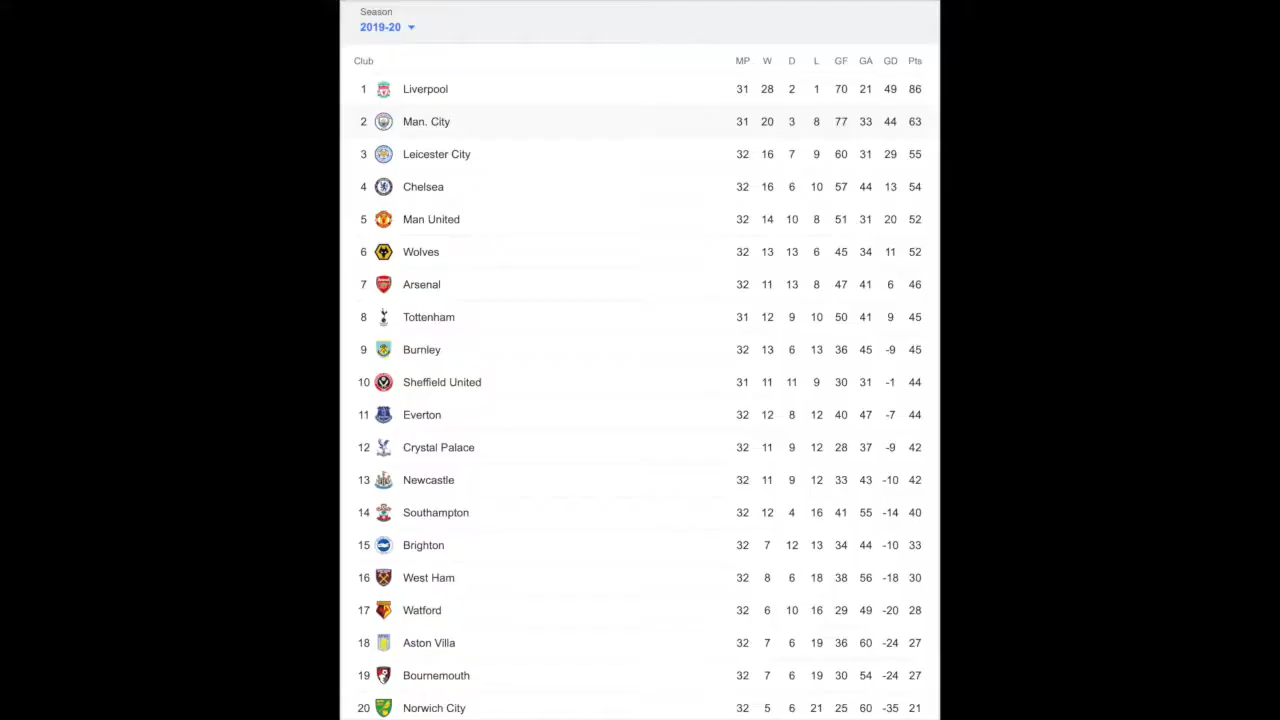 Season
2019-20
Club MP W D L GF GA GD Pts
1 Liverpool 31 28 2 1 70 21 49 86
2 Man. City 31 20 3 8 77 33 44 63
3 Leicester City 32 16 7 9 60 31 29 55
4 Chelsea 32 16 6 10 57 44 13 54
5 Man United 32 14 10 8 51 31 20 52
6 Wolves 32 13 13 6 45 34 11 52
7 Arsenal 32 11 13 8 47 41 6 46
8 Tottenham 31 12 9 10 50 41 9 45
9 Burnley 32 13 6 13 36 45 -9 45
10 Sheffield United 31 11 11 9 30 31 -1 44
11 Everton 32 12 8 12 40 47 -7 44
12 Crystal Palace 32 11 9 12 28 37 -9 42
13 Newcastle 32 11 9 12 33 43 -10 42
14 Southampton 32 12 4 16 41 55 -14 40
15 Brighton 32 7 12 13 34 44 -10 33
16 West Ham 32 8 6 18 38 56 -18 30
17 Watford 32 6 10 16 29 49 -20 28
18 Aston Villa 32 7 6 19 36 60 -24 27
19 Bournemouth 32 7 6 19 30 54 -24 27
20 Norwich City 32 5 6 21 25 60 -35 21